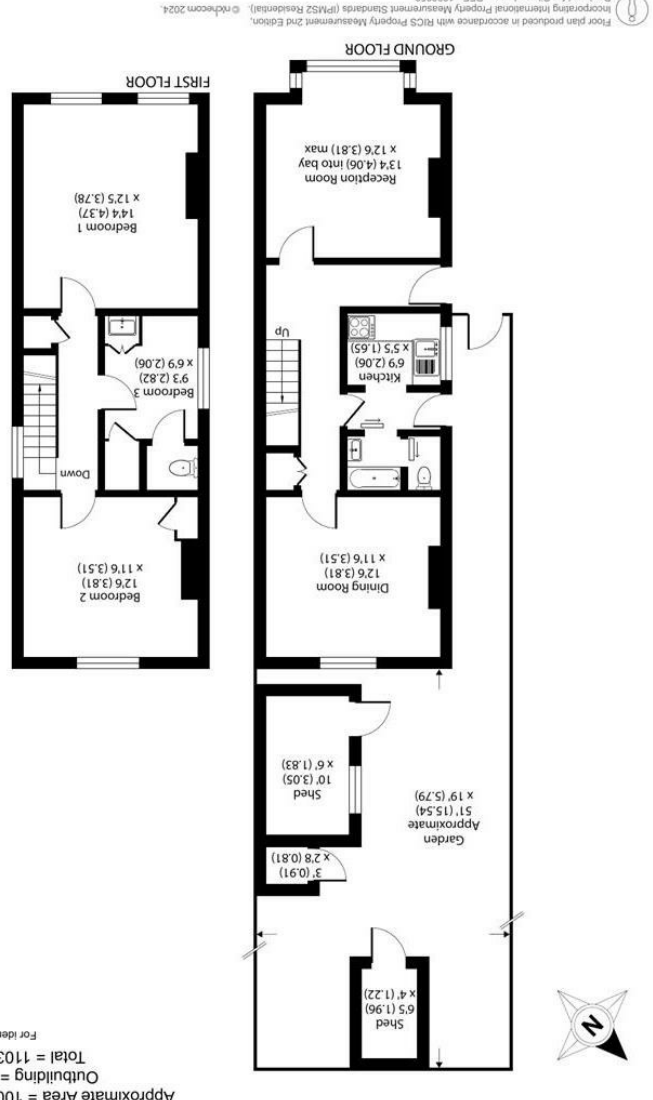 Approximate Area = 100
Outbuilding =
Total = 1103
For iden
N
Shed
6'5 (1.96)
x 4' (1.22)
3' (0.91)
x 2'8 (0.81)
Garden
Approximate
51' (15.54)
x 19' (5.79)
Shed
10' (3.05)
x 6' (1.83)
Dining Room
12'6 (3.81)
x 11'6 (3.51)
Kitchen
6'9 (2.06)
x 5'5 (1.65)
Up
Reception Room
13'4 (4.06) into bay
x 12'6 (3.81) max
GROUND FLOOR
Bedroom 2
12'6 (3.81)
x 11'6 (3.51)
Down
Bedroom 3
9'3 (2.82)
x 6'9 (2.06)
Bedroom 1
14'4 (4.37)
x 12'5 (3.78)
FIRST FLOOR
Floor plan produced in accordance with RICS Property Measurement 2nd Edition,
Incorporating International Property Measurement Standards (IPMS2 Residential). © nichecom 2024.